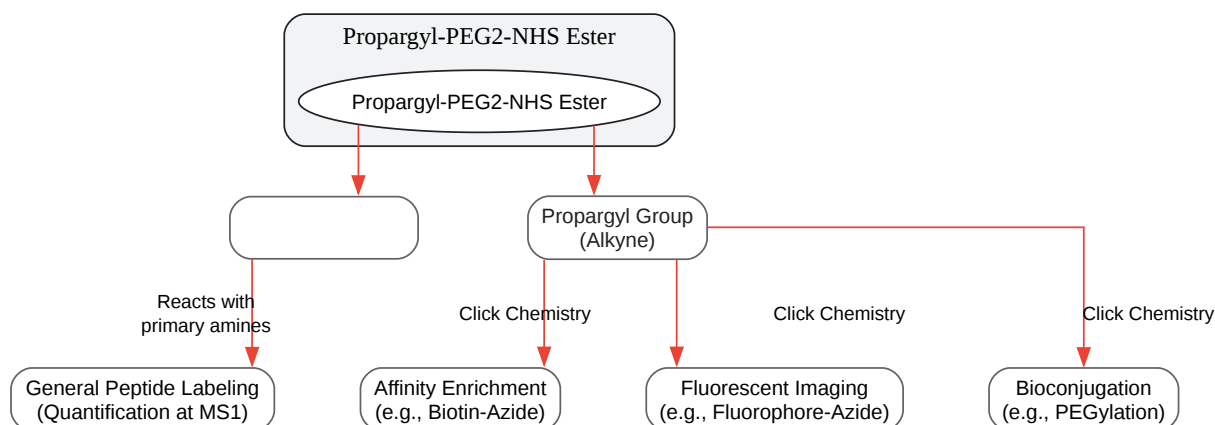 Propargyl-PEG2-NHS Ester
Propargyl-PEG2-NHS Ester
Propargyl Group
(Alkyne)
Reacts with
primary amines
Click Chemistry
Click Chemistry
Click Chemistry
General Peptide Labeling
(Quantification at MS1)
Affinity Enrichment
(e.g., Biotin-Azide)
Fluorescent Imaging
(e.g., Fluorophore-Azide)
Bioconjugation
(e.g., PEGylation)